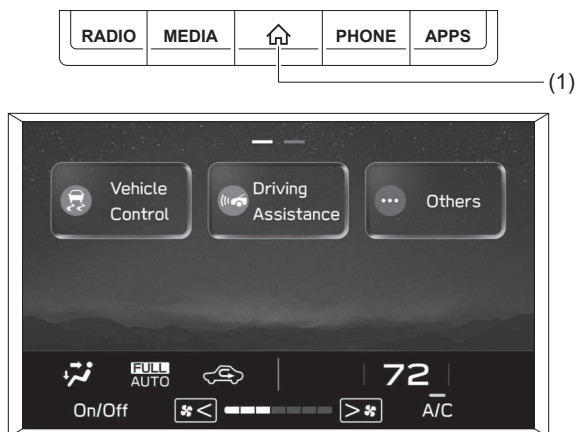 RADIO MEDIA PHONE APPS
(1)
Vehicle
Control
Driving
Assistance
Others
FULL
AUTO
72
On/Off
< >
A/C